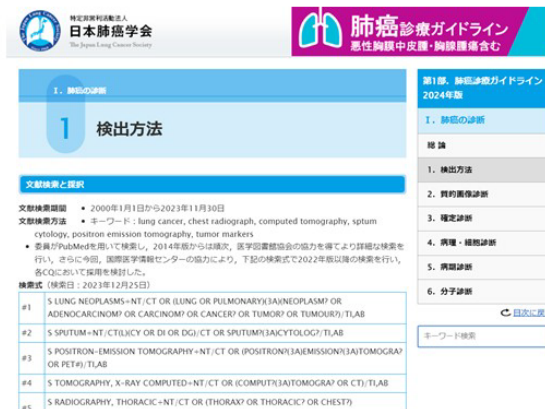 特定非営利活動法人
日本肺癌学会
The Japan Lung Cancer Society
肺癌診療ガイドライン
悪性胸膜中皮腫・胸腺腫瘍含む
I. 肺癌の診断
1 検出方法
文献検索と採択
文献検索期間 • 2000年1月1日から2023年11月30日
文献検索方法 • キーワード：lung cancer, chest radiograph, computed tomography, sptum
cytology, positron emission tomography, tumor markers
• 委員がPubMedを用いて検索し，2014年版からは順次，医学図書館協会の協力を得てより詳細な検索を
行い，さらに今回，国際医学情報センターの協力により，下記の検索式で2022年版以降の検索を行い，
各CQにおいて採用を検討した。
検索式（検索日：2023年12月25日）
#1 S LUNG NEOPLASMS+NT/CT OR (LUNG OR PULMONARY)(3A)(NEOPLASM? OR
ADENOCARCINOM? OR CARCINOM? OR CANCER? OR TUMOR? OR TUMOUR?)/TI,AB
#2 S SPUTUM+NT/CT(L)(CY OR DI OR DG)/CT OR SPUTUM?(3A)CYTOLOG?/TI,AB
#3 S POSITRON-EMISSION TOMOGRAPHY+NT/CT OR (POSITRON?(3A)EMISSION?(3A)TOMOGRA?
OR PET#)/TI,AB
#4 S TOMOGRAPHY, X-RAY COMPUTED+NT/CT OR (COMPUT?(3A)TOMOGRA? OR CT)/TI,AB
#5 S RADIOGRAPHY, THORACIC+NT/CT OR (THORAX? OR THORACIC? OR CHEST?)
第1部．肺癌診療ガイドライン
2024年版
I．肺癌の診断
総 論
1．検出方法
2．質的画像診断
3．確定診断
4．病理・細胞診断
5．病期診断
6．分子診断
目次に戻
キーワード検索